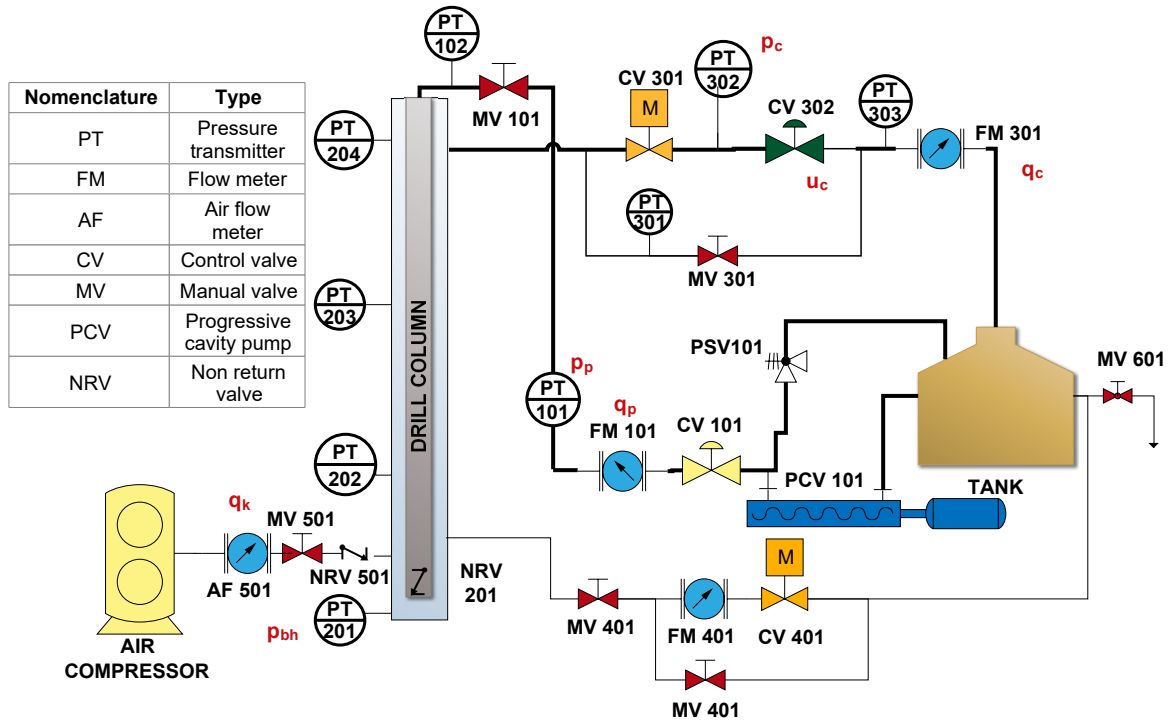 Nomenclature Type
PT Pressure
transmitter
FM Flow meter
AF Air flow
meter
CV Control valve
MV Manual valve
PCV Progressive
cavity pump
NRV Non return
valve
PT
102
MV 101
PT
204
PT
203
PT
202
PT
201
pbh
DRILL COLUMN
NRV
201
CV 301
M
PT
302
pc
CV 302
uc
PT
303
FM 301
qc
PT
301
MV 301
pp
PT
101
qp
FM 101
CV 101
PSV101
PCV 101
TANK
MV 601
qk
AF 501
MV 501
NRV 501
AIR
COMPRESSOR
MV 401
FM 401
M
CV 401
MV 401